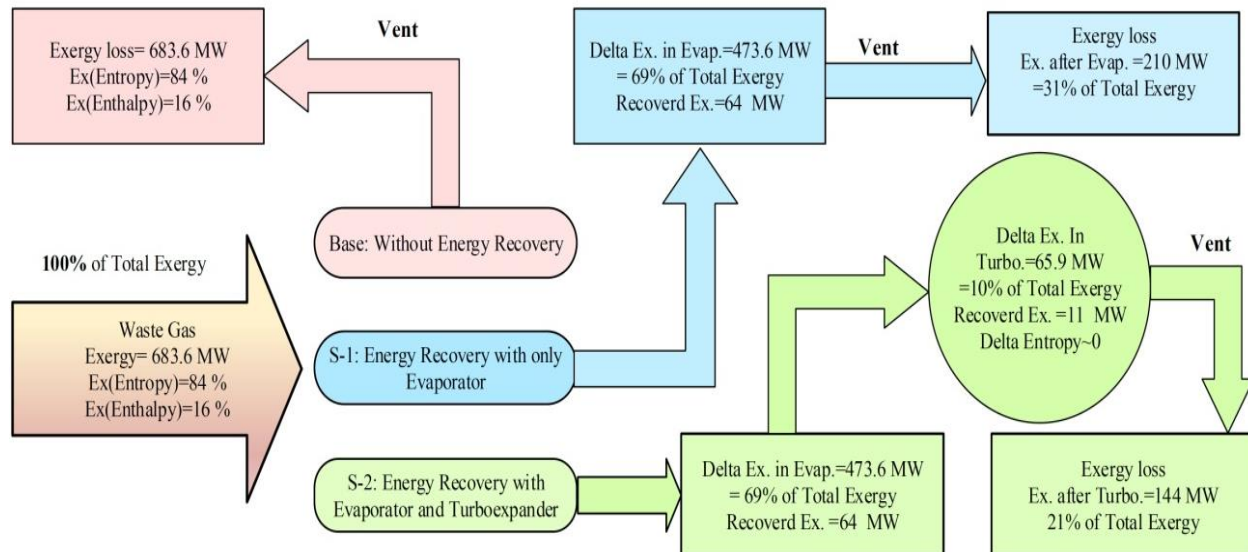 Exergy loss= 683.6 MW
Ex(Entropy)=84 %
Ex(Enthalpy)=16 %
Vent
Delta Ex. in Evap.=473.6 MW
= 69% of Total Exergy
Recoverd Ex.=64 MW
Vent
Exergy loss
Ex. after Evap. =210 MW
=31% of Total Exergy
Base: Without Energy Recovery
100% of Total Exergy
Waste Gas
Exergy= 683.6 MW
Ex(Entropy)=84 %
Ex(Enthalpy)=16 %
S-1: Energy Recovery with only
Evaporator
Delta Ex. In
Turbo.=65.9 MW
=10% of Total Exergy
Recoverd Ex. =11 MW
Delta Entropy~0
Vent
S-2: Energy Recovery with
Evaporator and Turboexpander
Delta Ex. in Evap.=473.6 MW
= 69% of Total Exergy
Recoverd Ex. =64 MW
Exergy loss
Ex. after Turbo.=144 MW
21% of Total Exergy